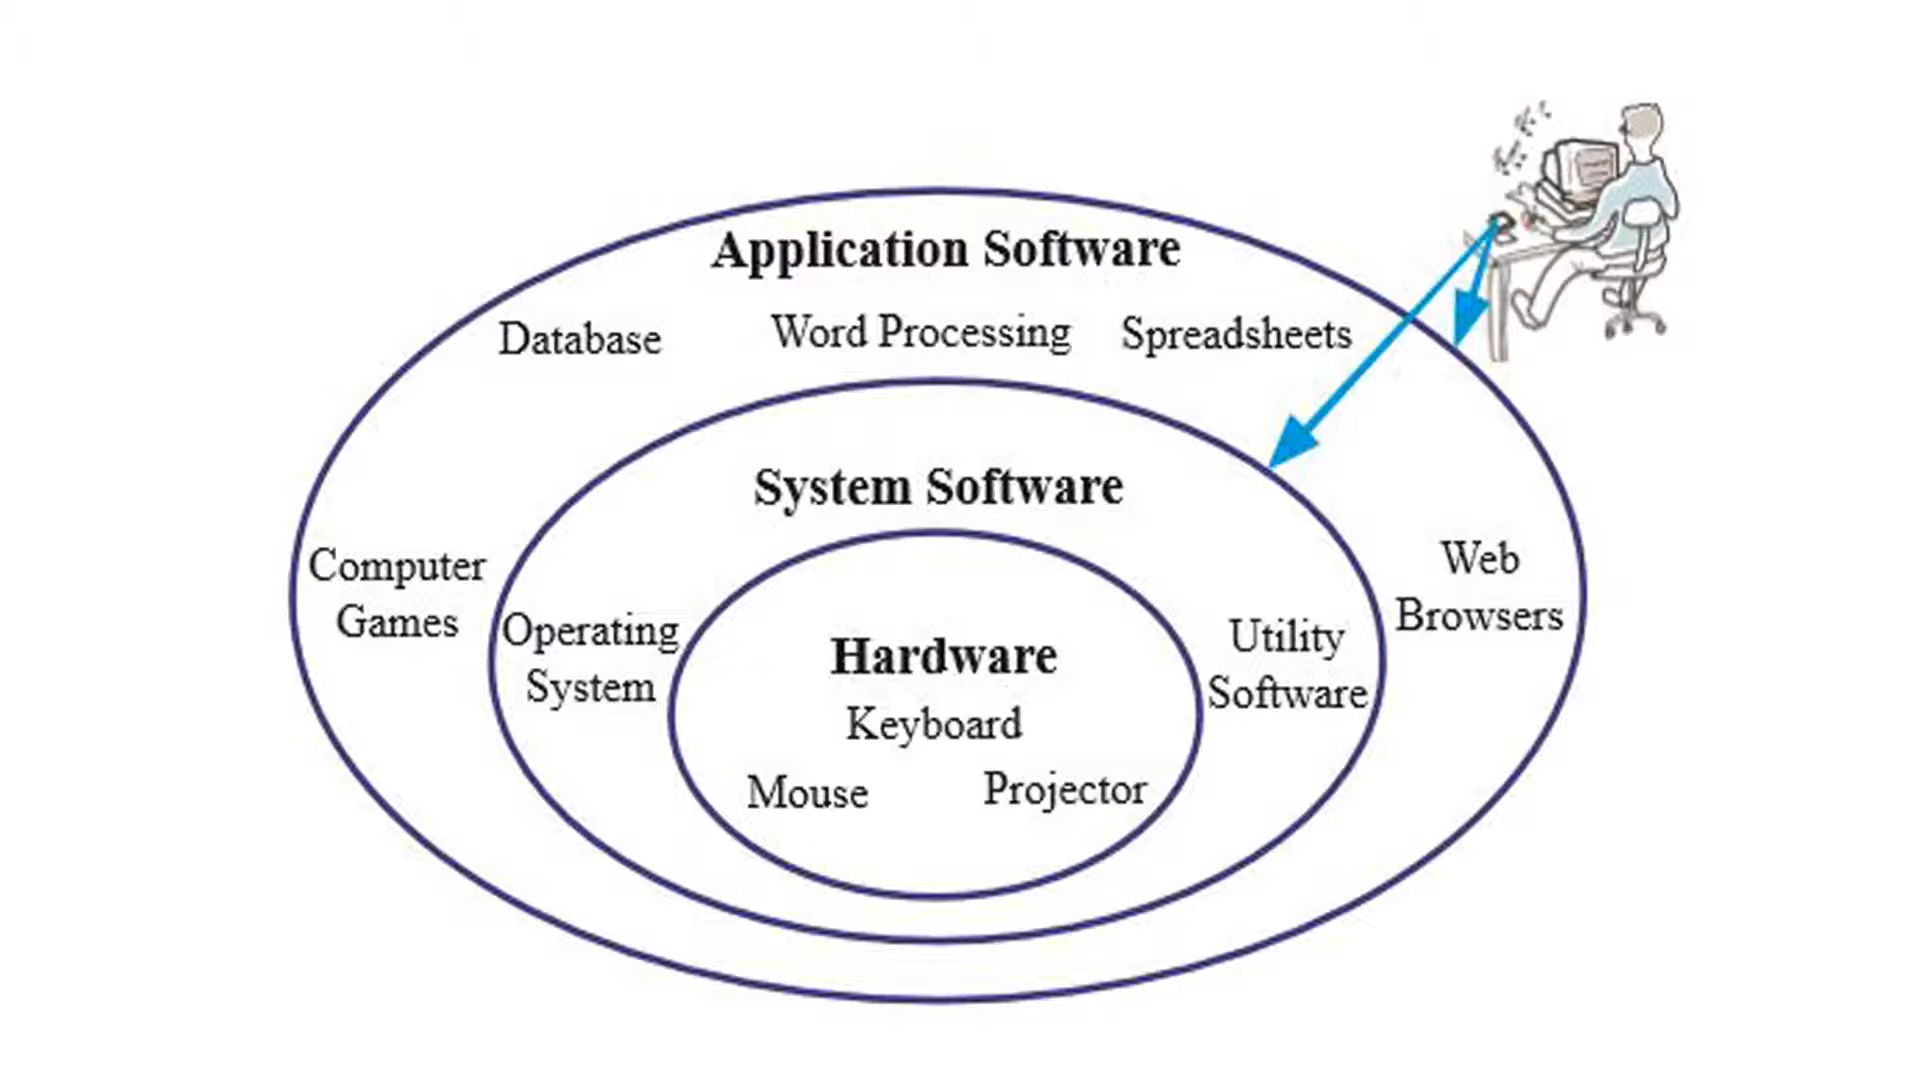 Application Software
Database
Word Processing
Spreadsheets
System Software
Computer
Games
Operating
System
Hardware
Keyboard
Mouse
Projector
Utility
Software
Web
Browsers